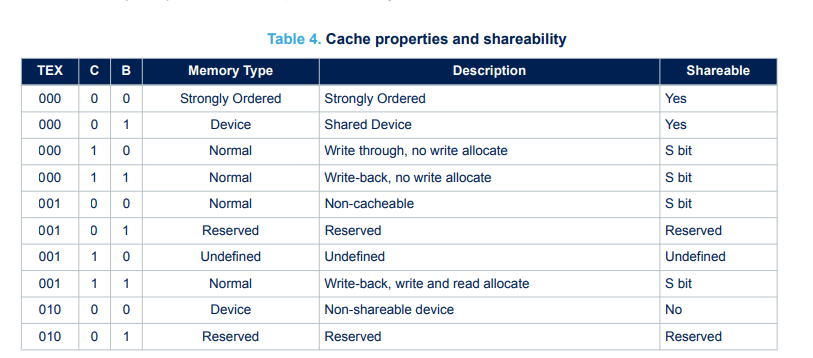 Table 4. Cache properties and shareability
TEX C B Memory Type Description Shareable
000 0 0 Strongly Ordered Strongly Ordered Yes
000 0 1 Device Shared Device Yes
000 1 0 Normal Write through, no write allocate S bit
000 1 1 Normal Write-back, no write allocate S bit
001 0 0 Normal Non-cacheable S bit
001 0 1 Reserved Reserved Reserved
001 1 0 Undefined Undefined Undefined
001 1 1 Normal Write-back, write and read allocate S bit
010 0 0 Device Non-shareable device No
010 0 1 Reserved Reserved Reserved